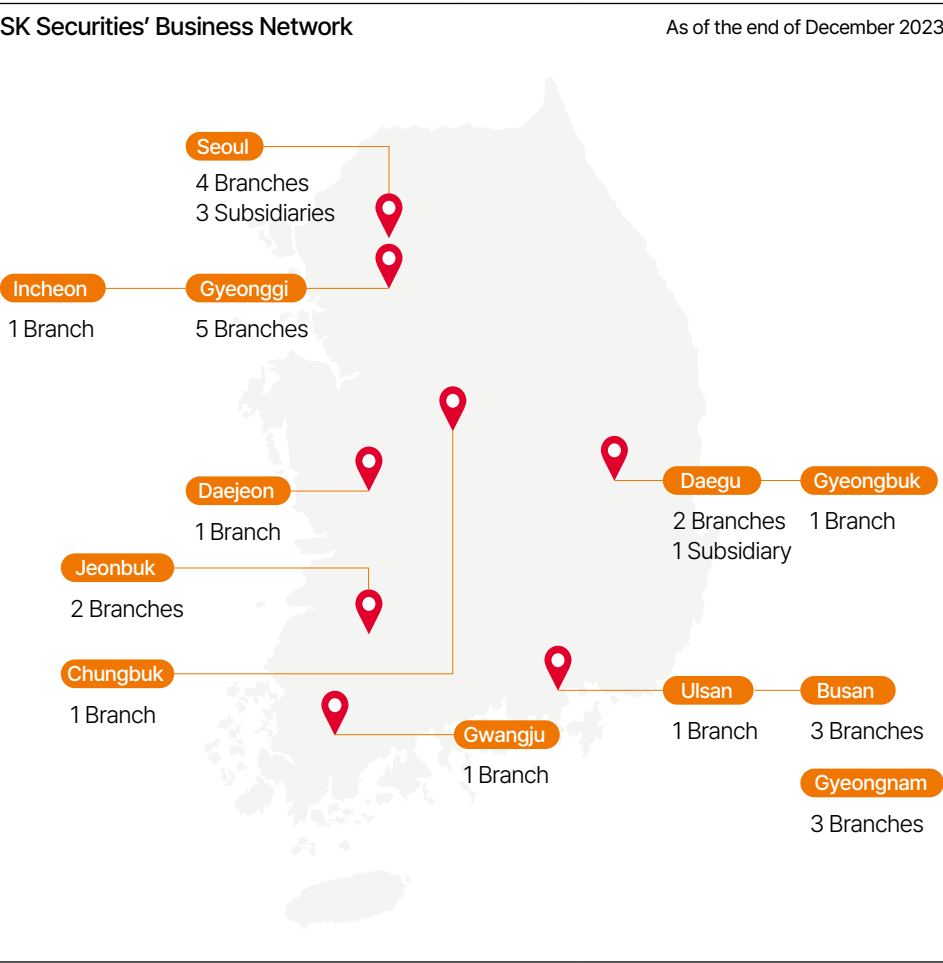 SK Securities’ Business Network
As of the end of December 2023
Seoul
4 Branches
3 Subsidiaries
Incheon
1 Branch
Gyeonggi
5 Branches
Daejeon
1 Branch
Daegu
2 Branches
1 Subsidiary
Gyeongbuk
1 Branch
Jeonbuk
2 Branches
Chungbuk
1 Branch
Gwangju
1 Branch
Ulsan
1 Branch
Busan
3 Branches
Gyeongnam
3 Branches